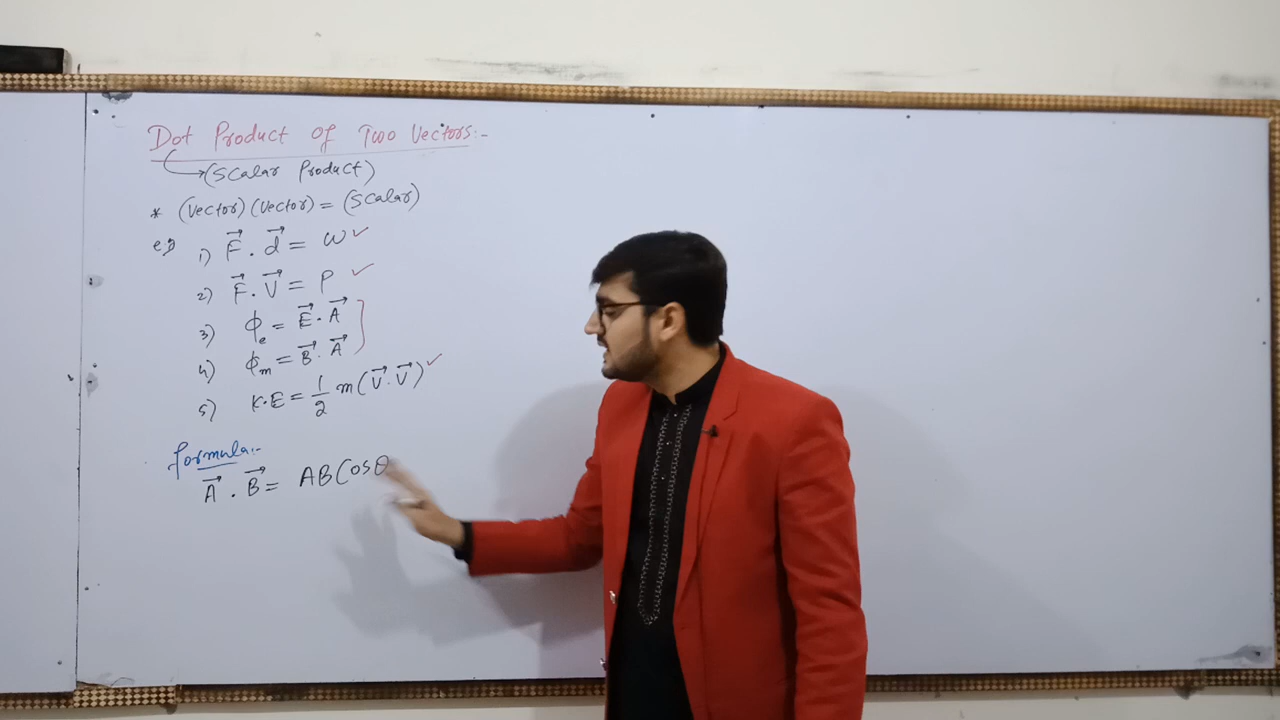 Dot Product of Two Vectors:-
(Scalar Product)
* (Vector)(Vector) = (Scalar)
e.g 1) F⃗ . d⃗ = W ✓
2) F⃗ . V⃗ = P ✓
3) ϕe = E⃗ . A⃗
4) ϕm = B⃗ . A⃗
5) K.E = 1/2 m(V⃗ . V⃗) ✓
formula:-
A⃗ . B⃗ = AB Cosθ